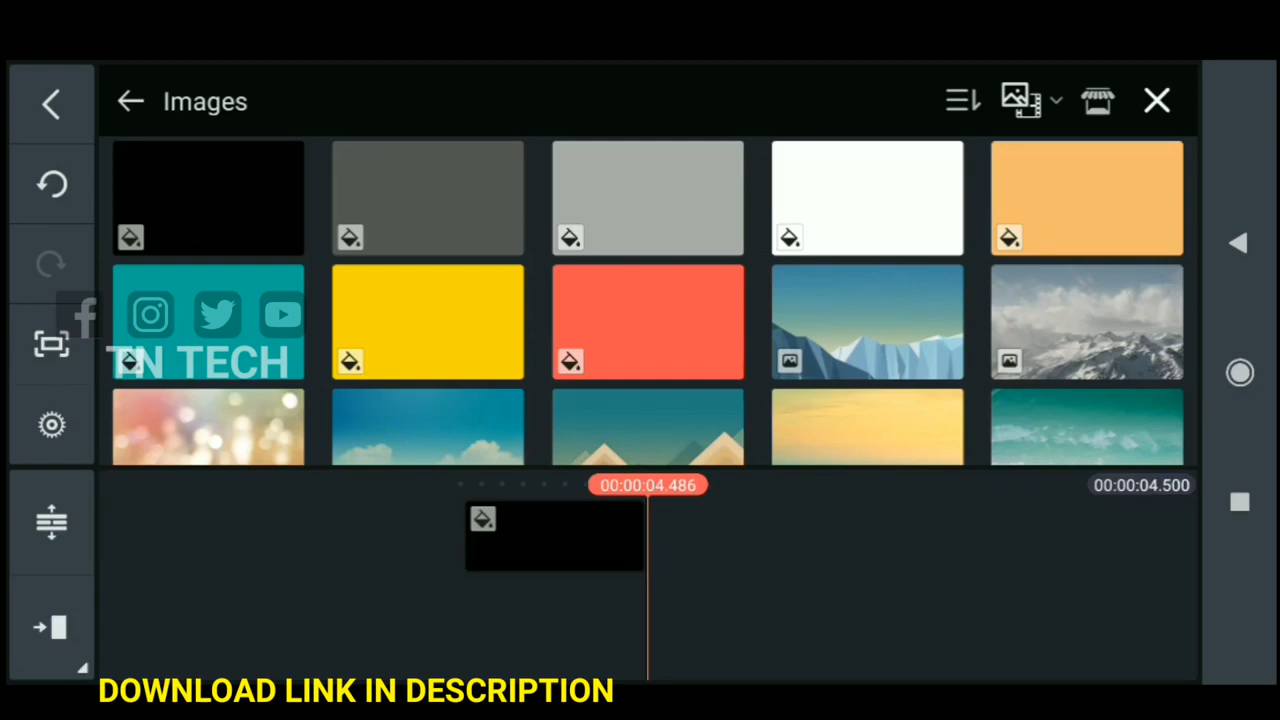 Images
TN TECH
00:00:04.486
00:00:04.500
DOWNLOAD LINK IN DESCRIPTION